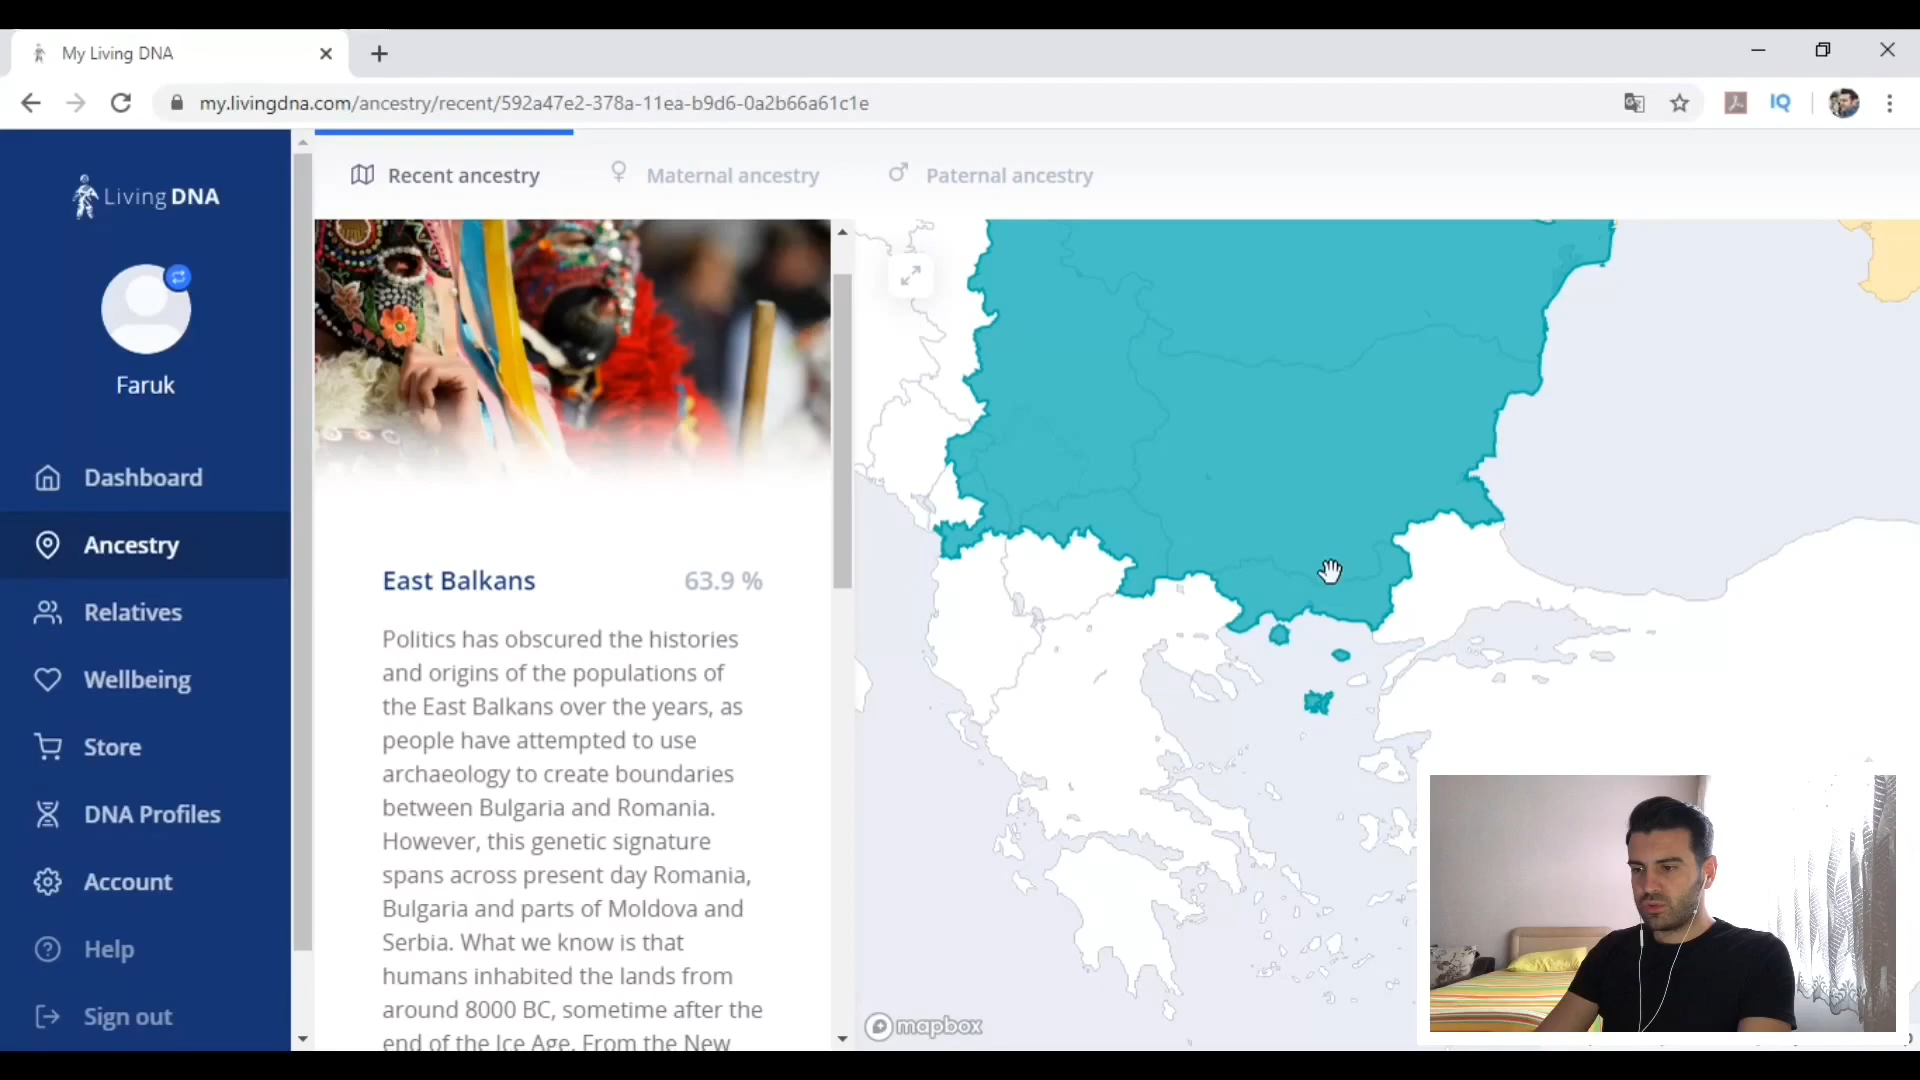 My Living DNA
my.livingdna.com/ancestry/recent/592a47e2-378a-11ea-b9d6-0a2b66a61c1e
IQ
Living DNA
Faruk
Dashboard
Ancestry
Relatives
Wellbeing
Store
DNA Profiles
Account
Help
Sign out
Recent ancestry
Maternal ancestry
Paternal ancestry
East Balkans 63.9 %
Politics has obscured the histories
and origins of the populations of
the East Balkans over the years, as
people have attempted to use
archaeology to create boundaries
between Bulgaria and Romania.
However, this genetic signature
spans across present day Romania,
Bulgaria and parts of Moldova and
Serbia. What we know is that
humans inhabited the lands from
around 8000 BC, sometime after the
end of the Ice Age. From the New
mapbox